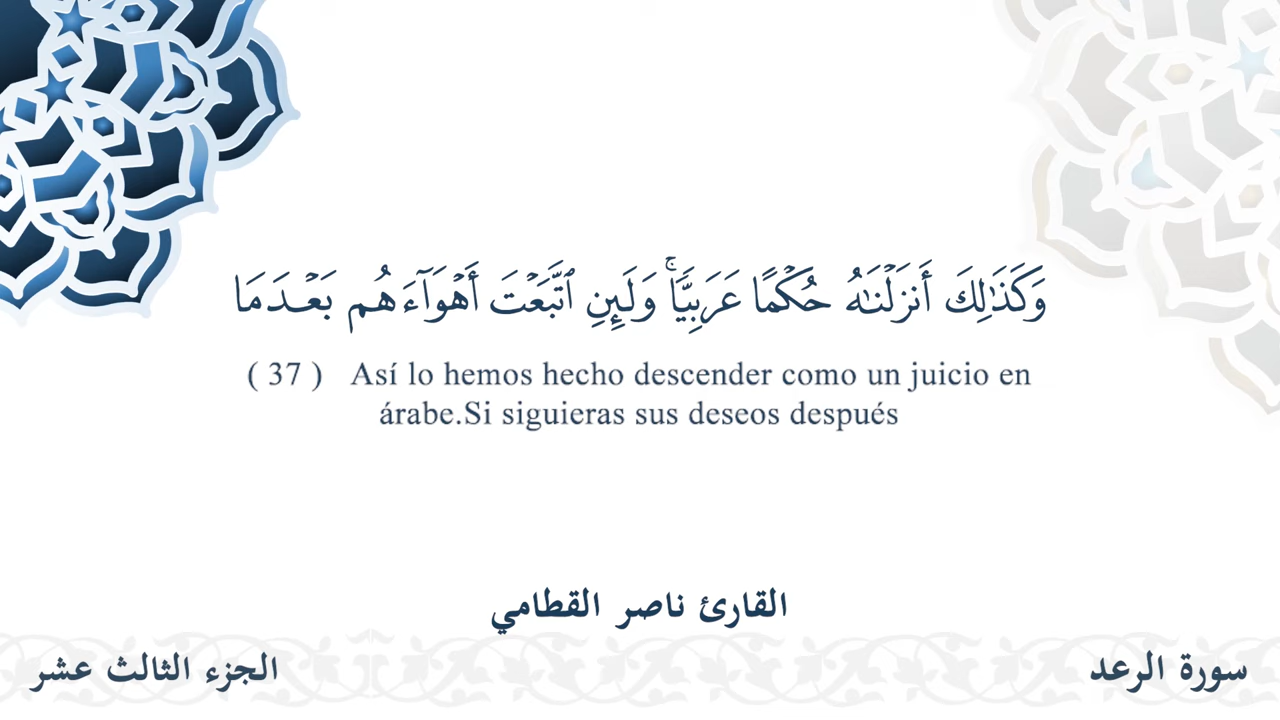 وَكَذَٰلِكَ أَنزَلْنَٰهُ حُكْمًا عَرَبِيًّاۚ وَلَئِنِ ٱتَّبَعْتَ أَهْوَآءَهُم بَعْدَمَا
( 37 ) Así lo hemos hecho descender como un juicio en
árabe.Si siguieras sus deseos después
القارئ ناصر القطامي
سورة الرعد
الجزء الثالث عشر